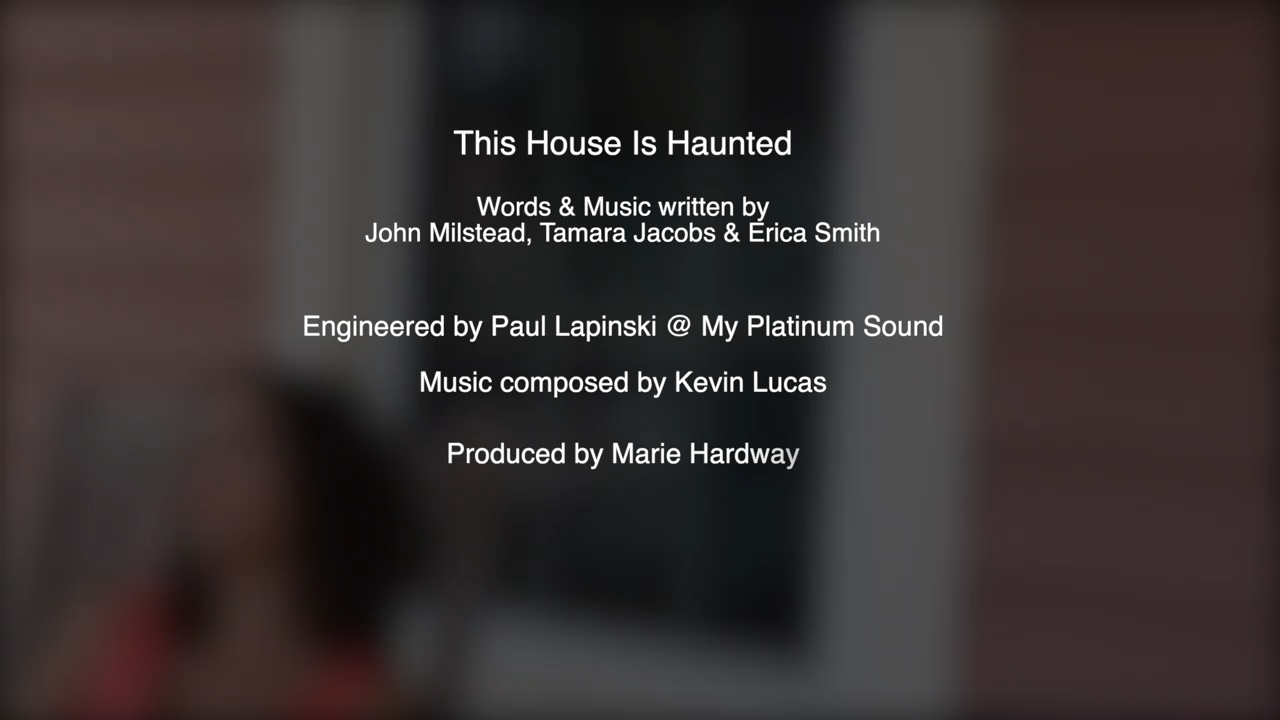 This House Is Haunted
Words & Music written by
John Milstead, Tamara Jacobs & Erica Smith
Engineered by Paul Lapinski @ My Platinum Sound
Music composed by Kevin Lucas
Produced by Marie Hardway